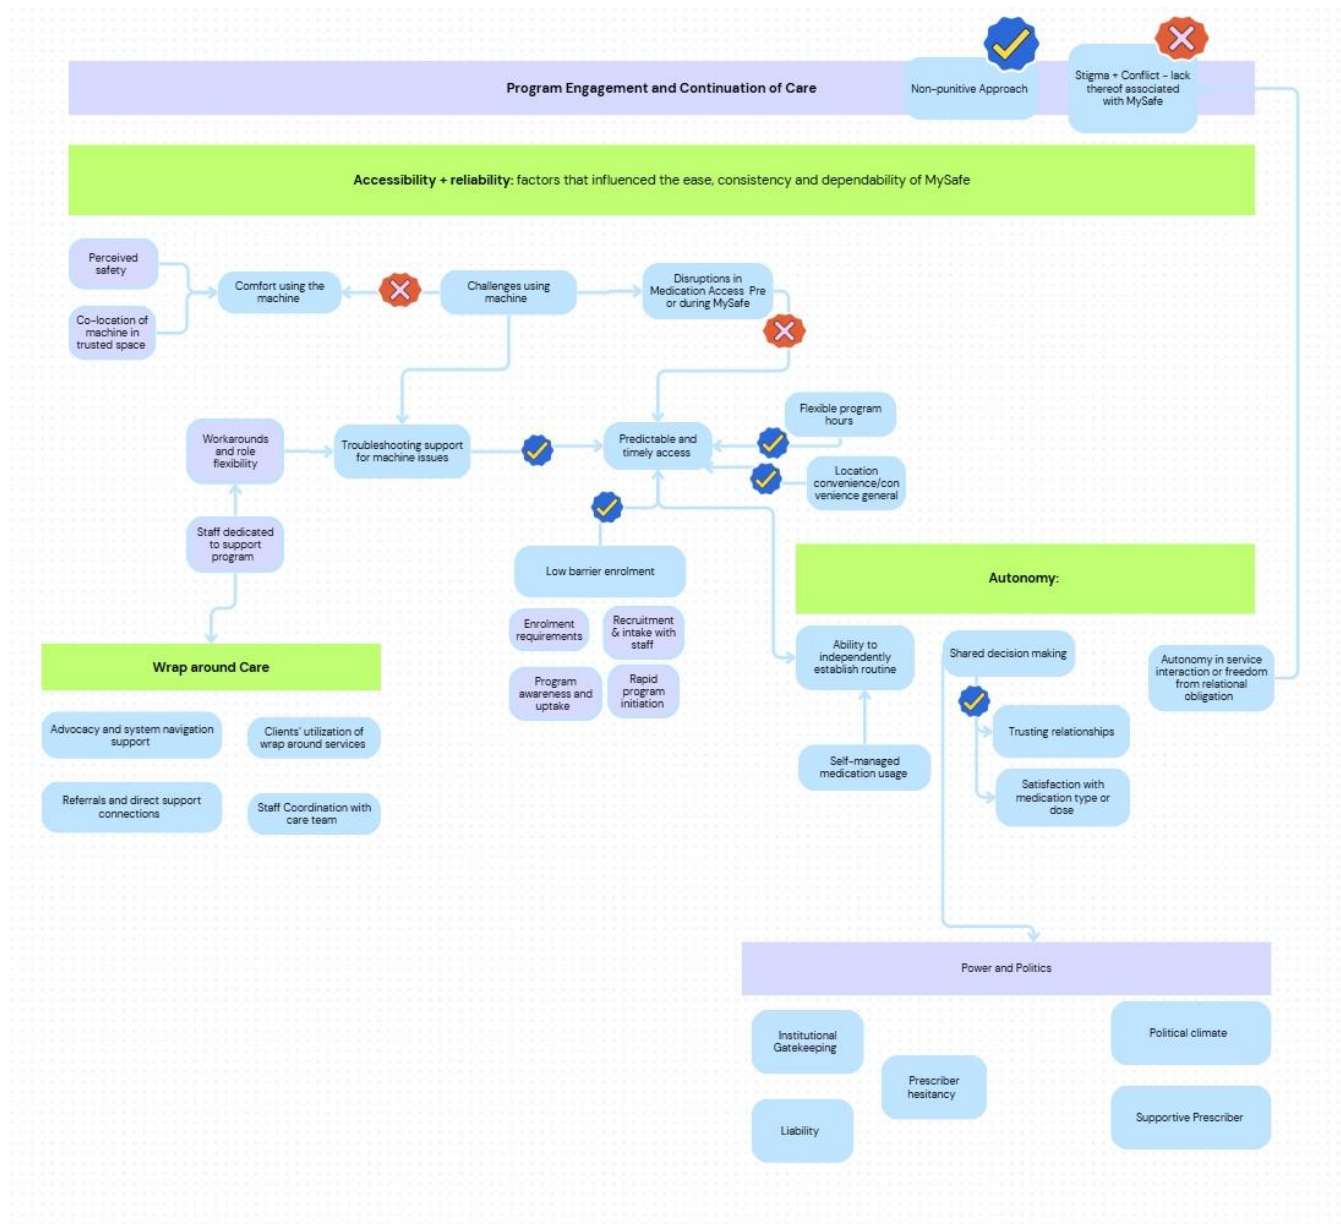 Program Engagement and Continuation of Care
Non-punitive Approach
Stigma + Conflict - lack
thereof associated
with MySafe
Accessibility + reliability: factors that influenced the ease, consistency and dependability of MySafe
Perceived
safety
Co-location of
machine in
trusted space
Comfort using the
machine
Challenges using
machine
Disruptions in
Medication Access Pre
or during MySafe
Workarounds
and role
flexibility
Troubleshooting support
for machine issues
Predictable and
timely access
Flexible program
hours
Location
convenience/con
venience general
Staff dedicated
to support
program
Low barrier enrolment
Enrolment
requirements
Recruitment
& intake with
staff
Program
awareness and
uptake
Rapid
program
initiation
Wrap around Care
Advocacy and system navigation
support
Clients' utilization of
wrap around services
Referrals and direct support
connections
Staff Coordination with
care team
Autonomy:
Ability to
independently
establish routine
Self-managed
medication usage
Shared decision making
Trusting relationships
Satisfaction with
medication type or
dose
Autonomy in service
interaction or freedom
from relational
obligation
Power and Politics
Institutional
Gatekeeping
Prescriber
hesitancy
Liability
Political climate
Supportive Prescriber